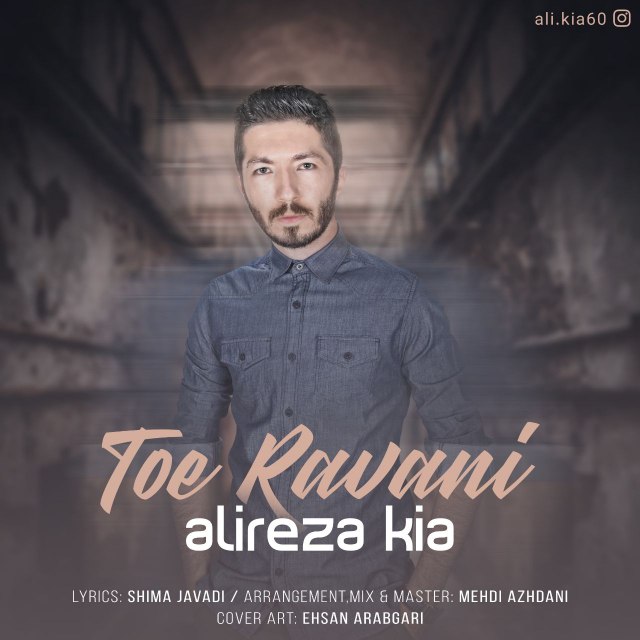 ali.kia60
Toe Ravani
alireza kia
LYRICS: SHIMA JAVADI / ARRANGEMENT,MIX & MASTER: MEHDI AZHDANI
COVER ART: EHSAN ARABGARI